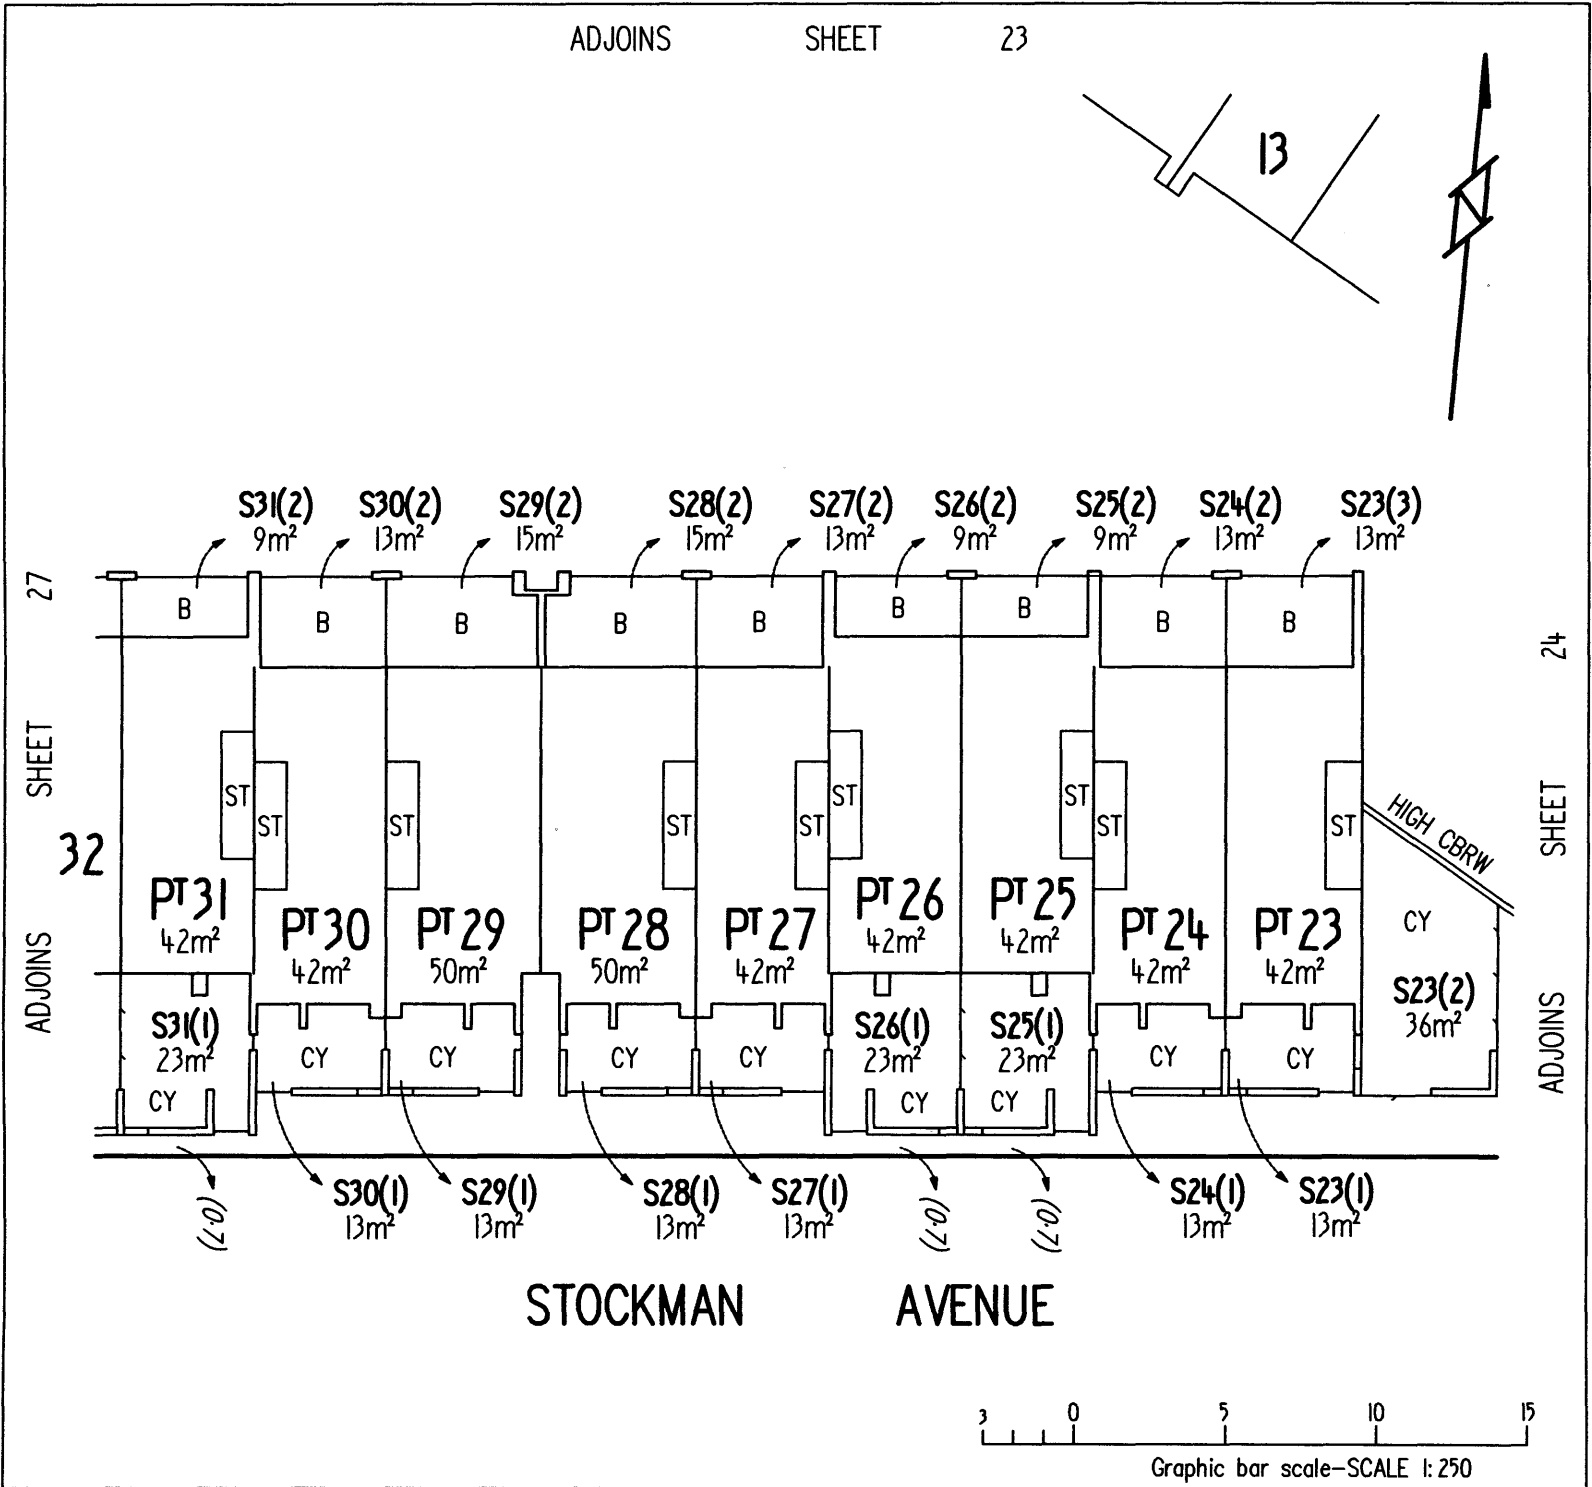 ADJOINS SHEET 23
13
S31(2) S30(2) S29(2) S28(2) S27(2) S26(2) S25(2) S24(2) S23(3)
9m² 13m² 15m² 15m² 13m² 9m² 9m² 13m² 13m²
B B B B B B B B B
ADJOINS SHEET 27
ADJOINS SHEET 24
ST ST ST ST ST ST ST ST ST
HIGH CBRW
32
PT 31 PT 30 PT 29 PT 28 PT 27 PT 26 PT 25 PT 24 PT 23
42m² 42m² 50m² 50m² 42m² 42m² 42m² 42m² 42m²
CY
S23(2)
36m²
S31(1) S26(1) S25(1)
23m² 23m² 23m²
CY CY CY CY CY CY
CY CY CY
S30(1) S29(1) S28(1) S27(1) S24(1) S23(1)
13m² 13m² 13m² 13m² 13m² 13m²
(0·7) (0·7) (0·7)
STOCKMAN AVENUE
3 0 5 10 15
Graphic bar scale-SCALE 1:250